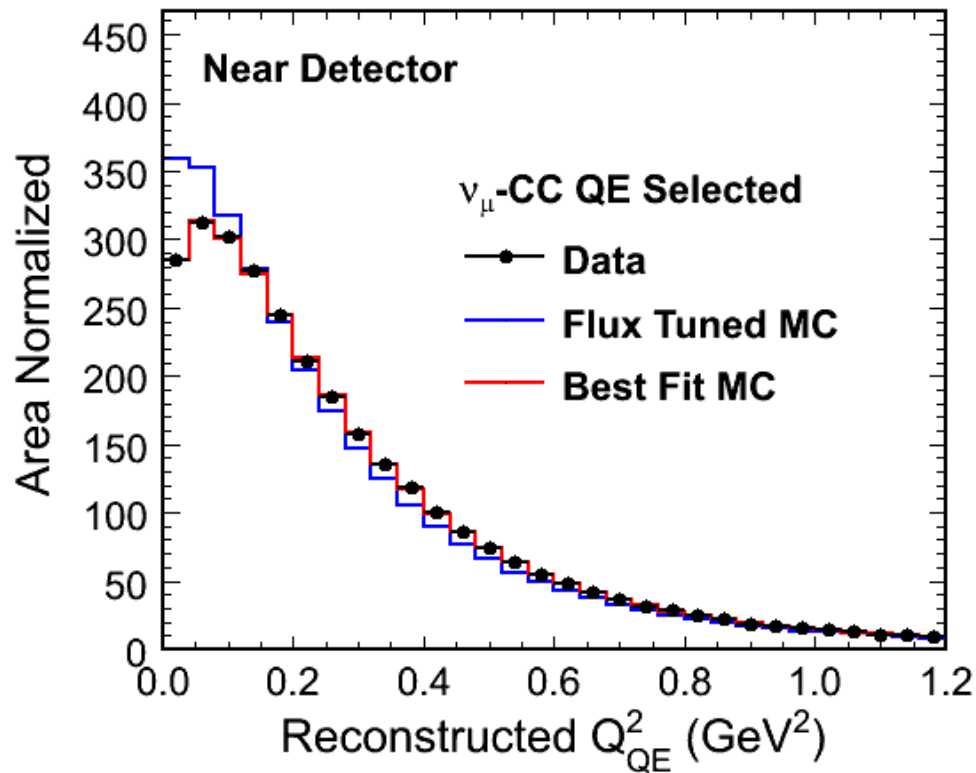 Near Detector
ν_μ-CC QE Selected
Data
Flux Tuned MC
Best Fit MC
Area Normalized
450
400
350
300
250
200
150
100
50
0
0.0 0.2 0.4 0.6 0.8 1.0 1.2
Reconstructed Q²_QE (GeV²)